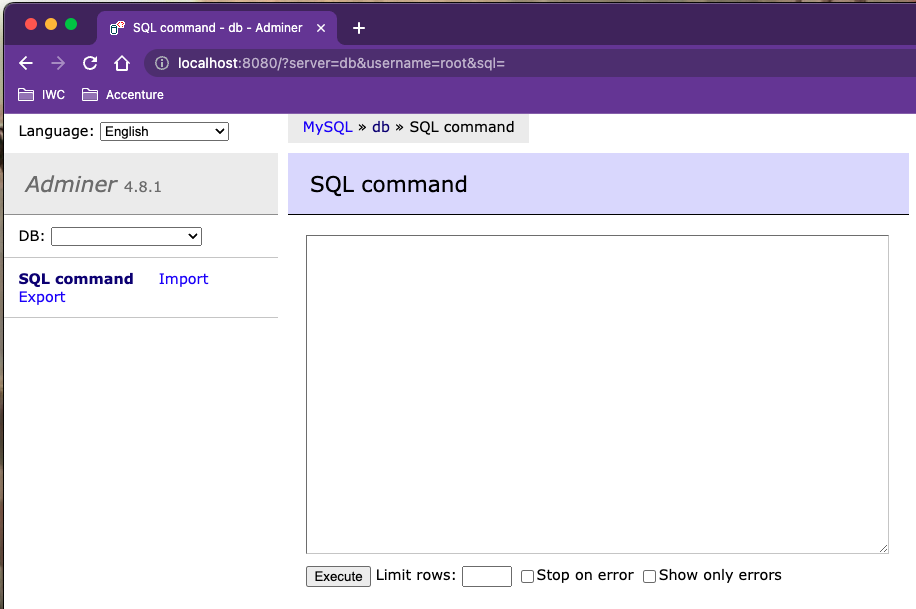 SQL command - db - Adminer
localhost:8080/?server=db&username=root&sql=
IWC Accenture
Language: English
MySQL » db » SQL command
Adminer 4.8.1
SQL command
DB:
SQL command Import
Export
Execute Limit rows: Stop on error Show only errors